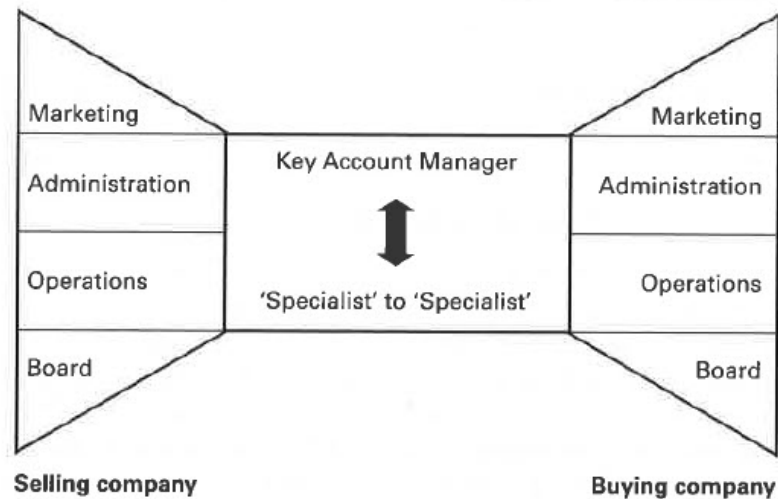 Marketing
Administration
Operations
Board
Key Account Manager
'Specialist' to 'Specialist'
Marketing
Administration
Operations
Board
Selling company
Buying company